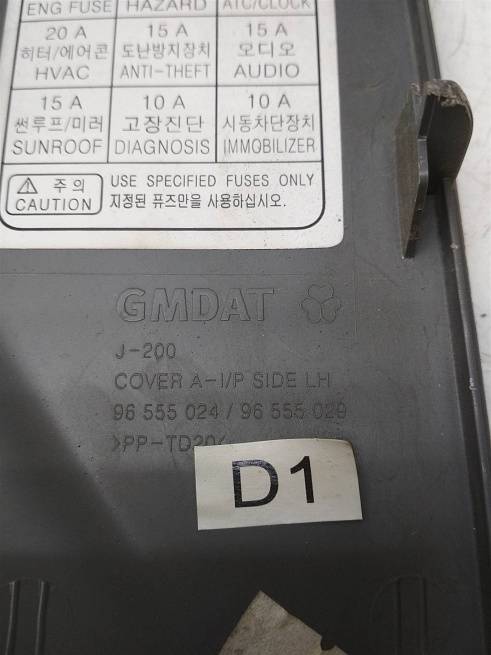 ENG FUSE HAZARD ATC/CLOCK
20 A 15 A 15 A
히터/에어콘 도난방지장치 오디오
HVAC ANTI-THEFT AUDIO
15 A 10 A 10 A
썬루프/미러 고장진단 시동차단장치
SUNROOF DIAGNOSIS IMMOBILIZER
⚠ 주의 USE SPECIFIED FUSES ONLY
CAUTION 지정된 퓨즈만을 사용하십시오.
GMDAT
J-200
COVER A-I/P SIDE LH
96 555 024 / 96 555 029
>PP-TD20
D1